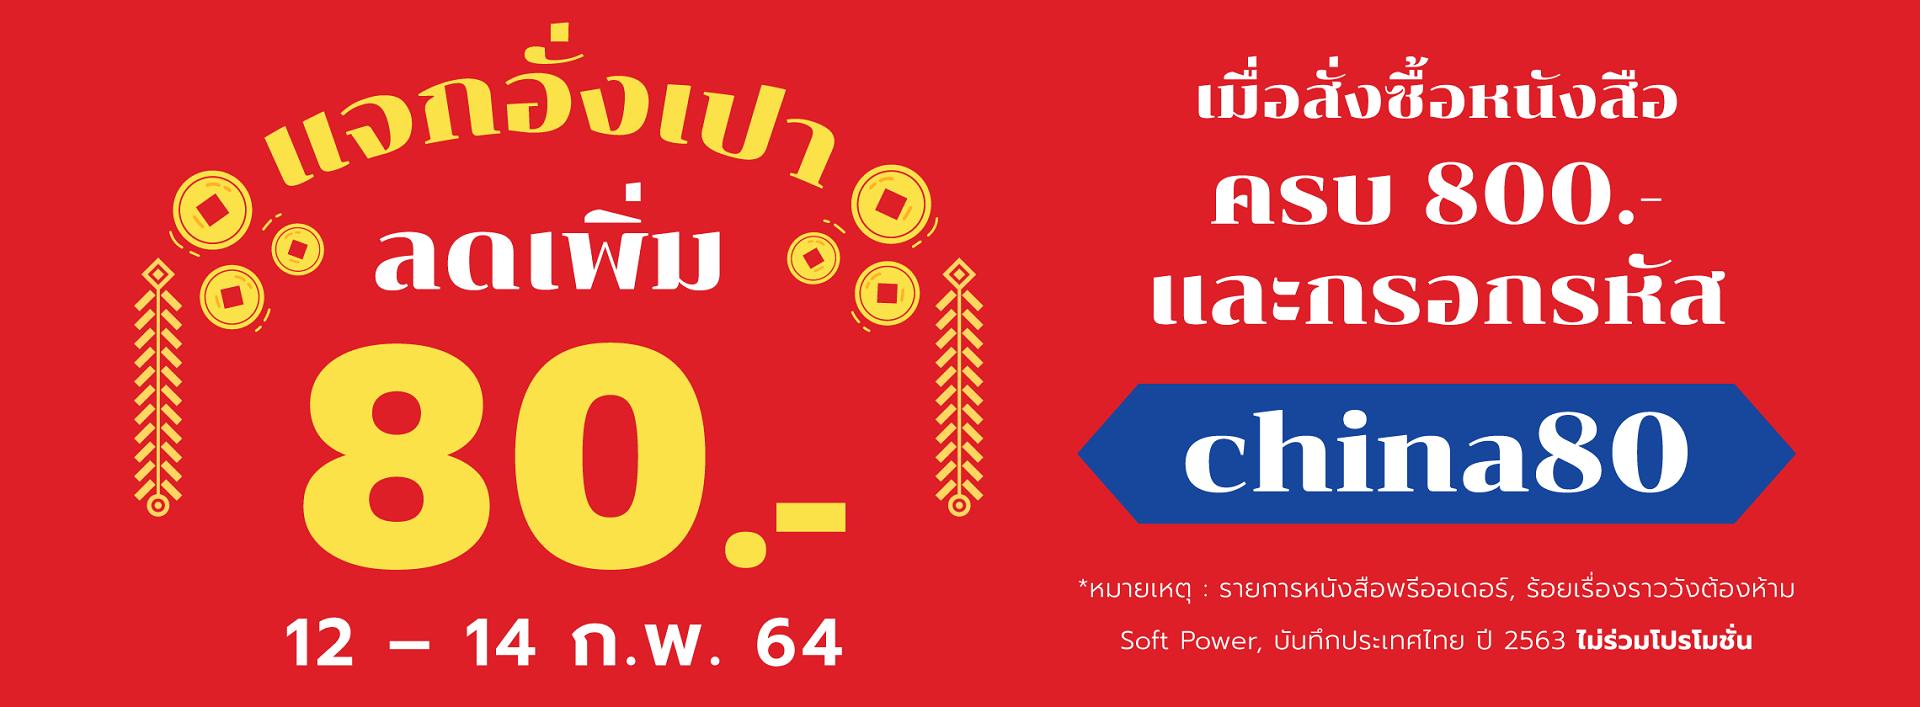 แจกอั่งเปา
ลดเพิ่ม
80.-
12 – 14 ก.พ. 64
เมื่อสั่งซื้อหนังสือ
ครบ 800.-
และกรอกรหัส
china80
*หมายเหตุ : รายการหนังสือพรีออเดอร์, ร้อยเรื่องราววังต้องห้าม
Soft Power, บันทึกประเทศไทย ปี 2563 ไม่ร่วมโปรโมชั่น